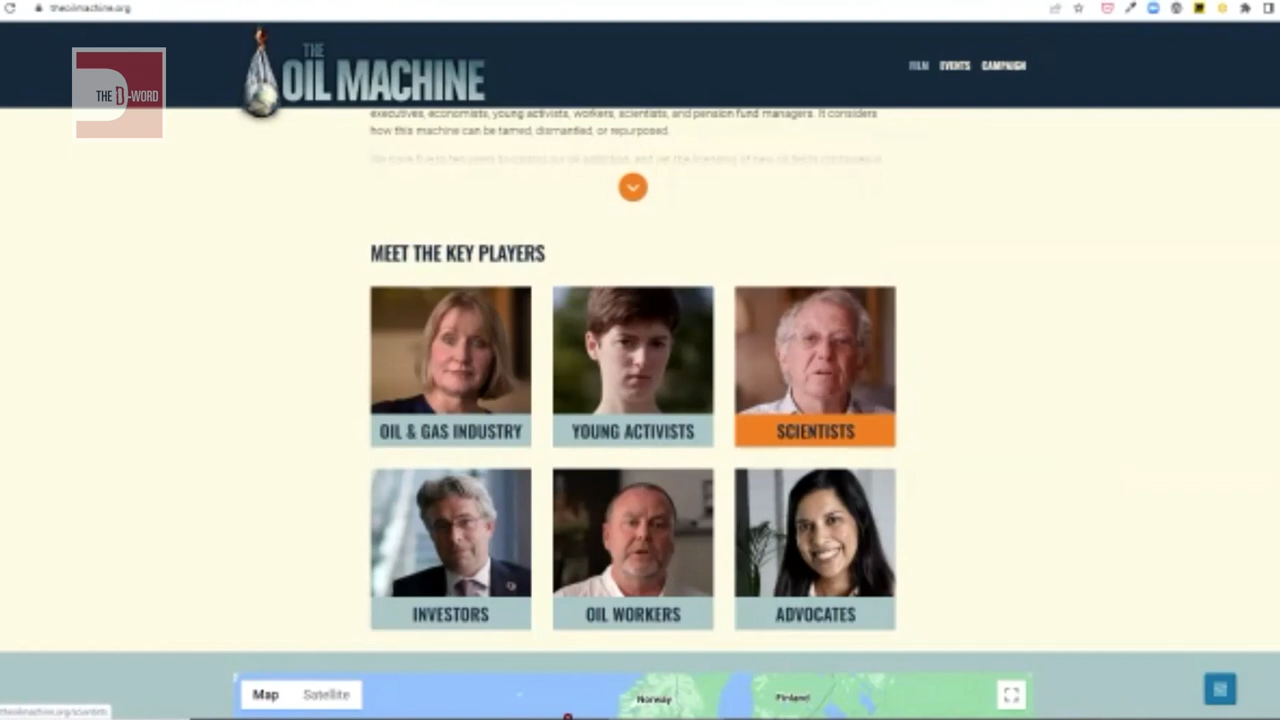 theoilmachine.org
THE
OIL MACHINE
FILM EVENTS CAMPAIGN
THE D-WORD
executives, economists, young activists, workers, scientists, and pension fund managers. It considers
how this machine can be tamed, dismantled, or repurposed.
MEET THE KEY PLAYERS
OIL & GAS INDUSTRY
YOUNG ACTIVISTS
SCIENTISTS
INVESTORS
OIL WORKERS
ADVOCATES
Map Satellite
Norway
Finland
theoilmachine.org/scientists